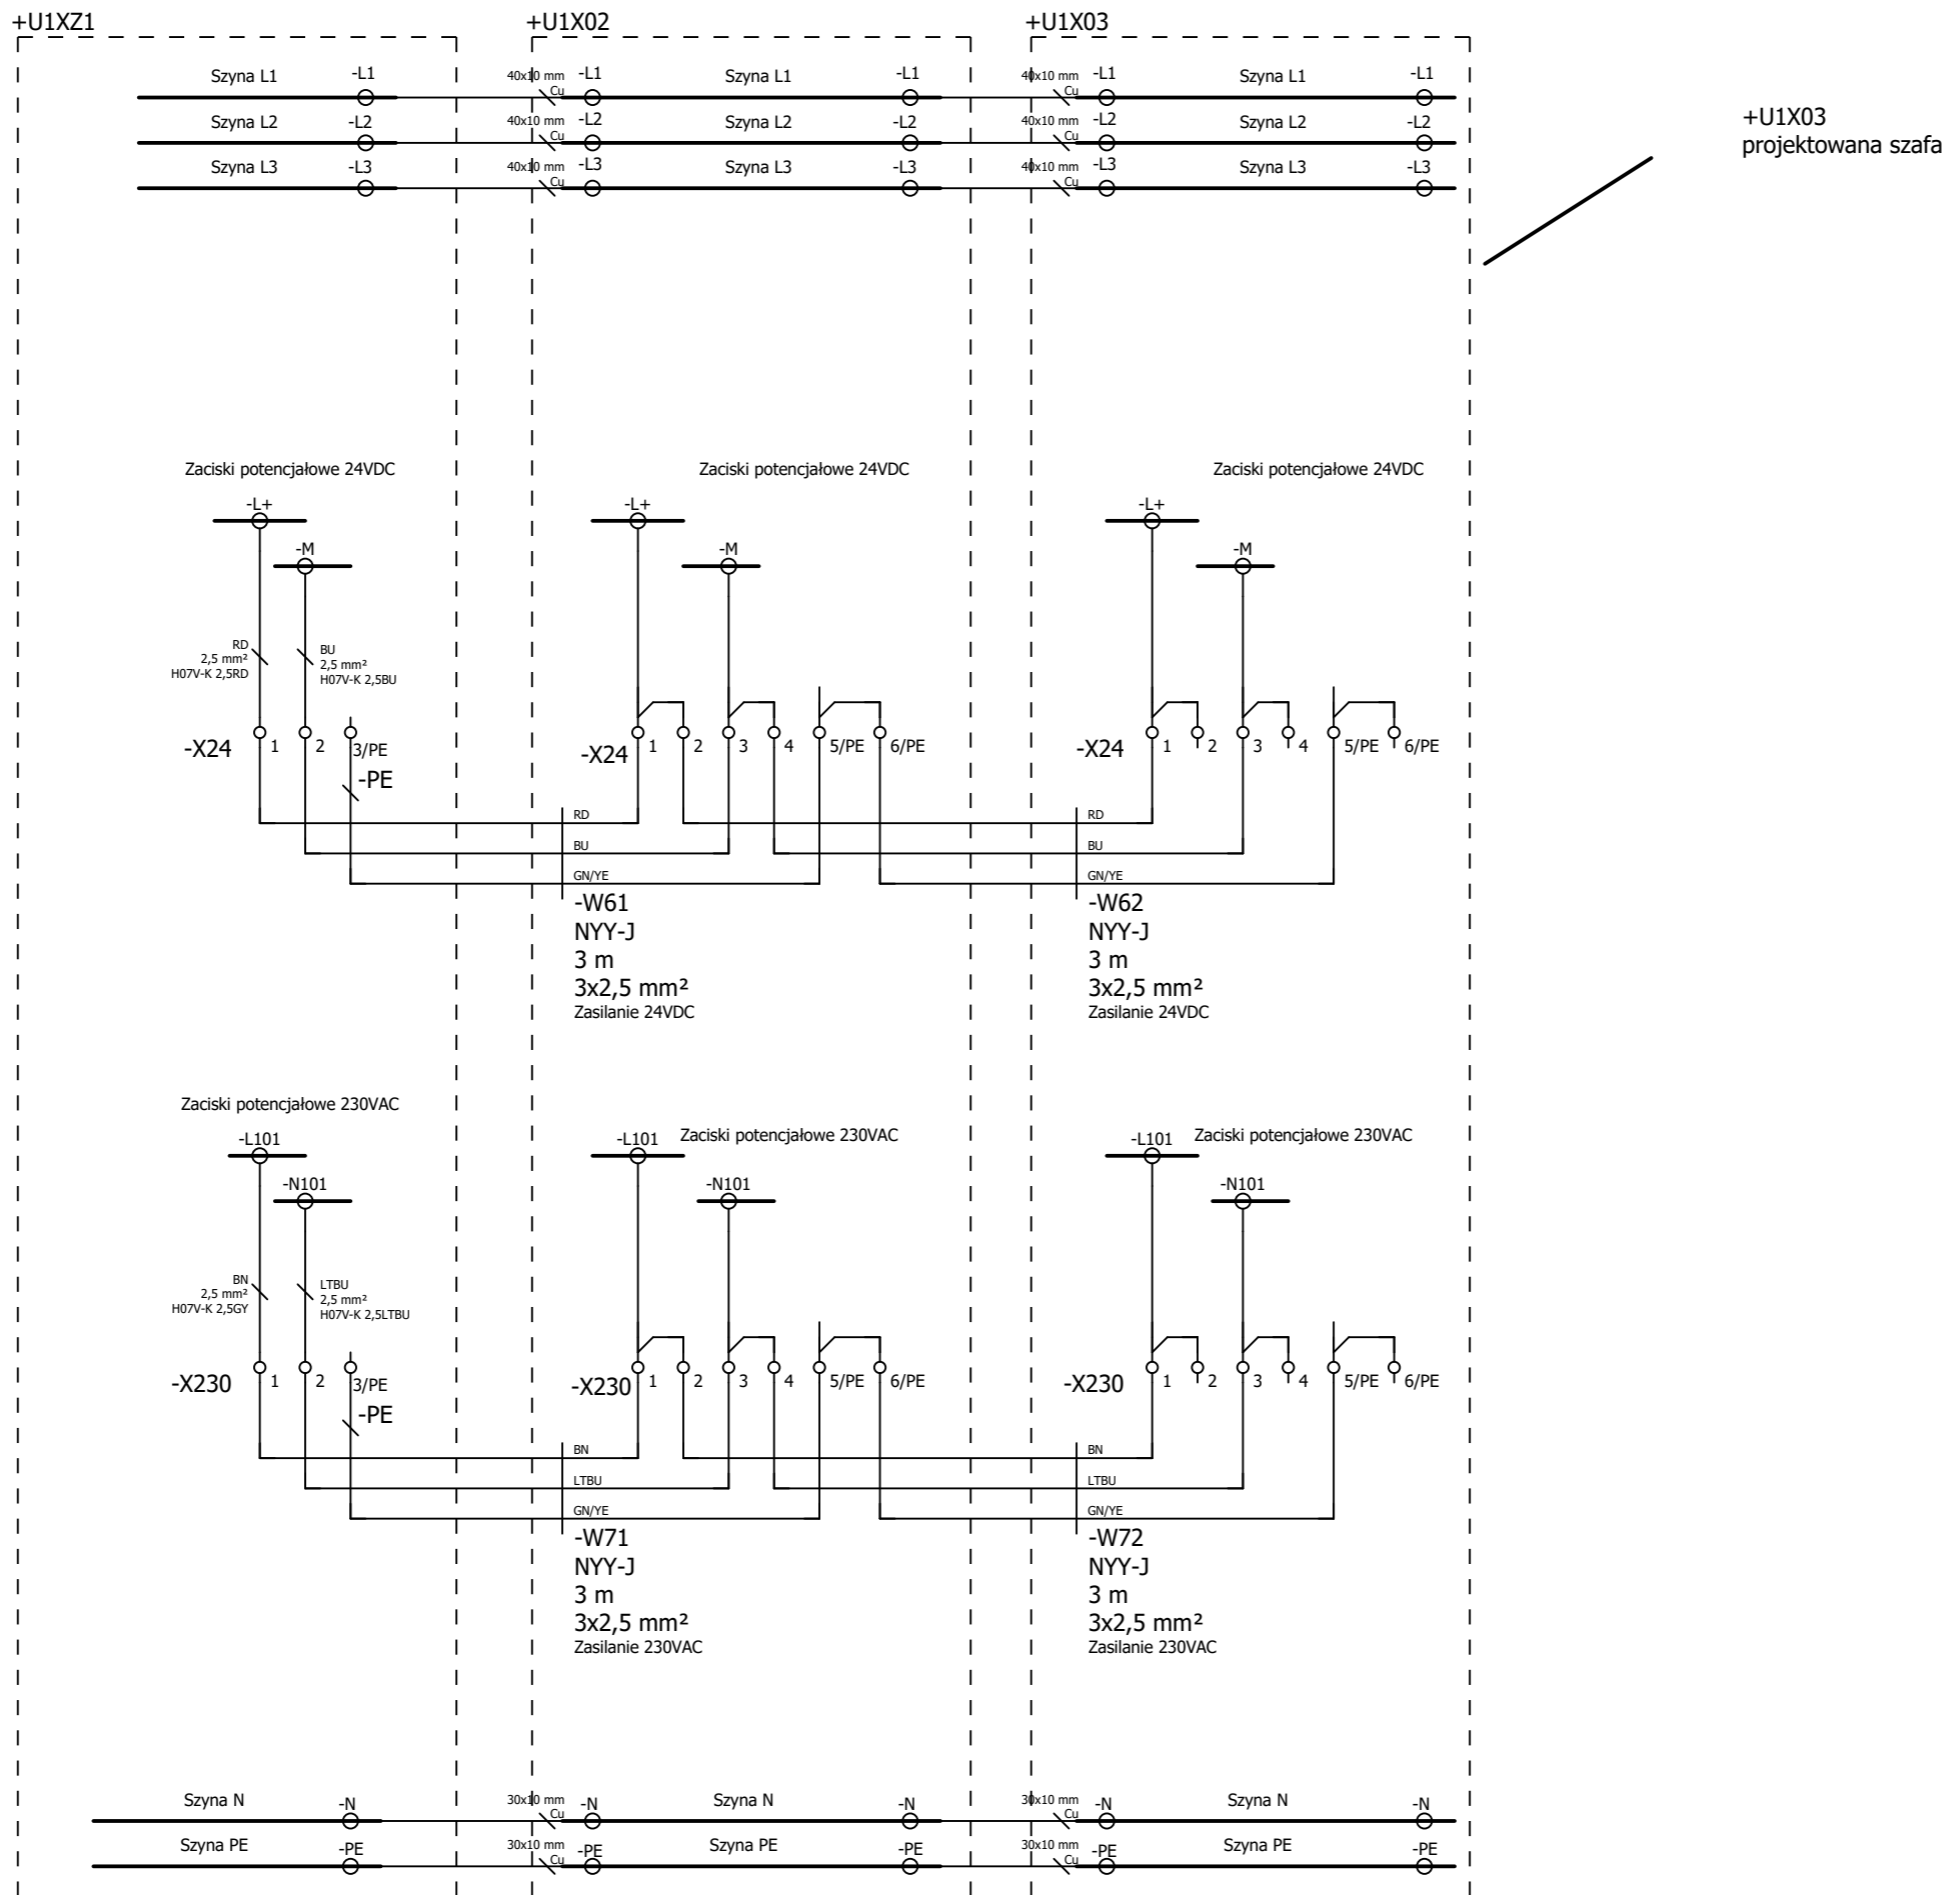 +U1XZ1
+U1X02
+U1X03
Szyna L1
-L1
40x10 mm
Cu
-L1
Szyna L1
-L1
40x10 mm
Cu
-L1
Szyna L1
-L1
Szyna L2
-L2
40x10 mm
Cu
-L2
Szyna L2
-L2
40x10 mm
Cu
-L2
Szyna L2
-L2
Szyna L3
-L3
40x10 mm
Cu
-L3
Szyna L3
-L3
40x10 mm
Cu
-L3
Szyna L3
-L3
+U1X03
projektowana szafa
Zaciski potencjałowe 24VDC
Zaciski potencjałowe 24VDC
Zaciski potencjałowe 24VDC
-L+
-M
-L+
-M
-L+
-M
RD
2,5 mm²
H07V-K 2,5RD
BU
2,5 mm²
H07V-K 2,5BU
-X24
1
2
3/PE
-PE
-X24
1
2
3
4
5/PE
6/PE
-X24
1
2
3
4
5/PE
6/PE
RD
BU
GN/YE
-W61
NYY-J
3 m
3x2,5 mm²
Zasilanie 24VDC
RD
BU
GN/YE
-W62
NYY-J
3 m
3x2,5 mm²
Zasilanie 24VDC
Zaciski potencjałowe 230VAC
-L101
-N101
-L101
Zaciski potencjałowe 230VAC
-N101
-L101
Zaciski potencjałowe 230VAC
-N101
BN
2,5 mm²
H07V-K 2,5GY
LTBU
2,5 mm²
H07V-K 2,5LTBU
-X230
1
2
3/PE
-PE
-X230
1
2
3
4
5/PE
6/PE
-X230
1
2
3
4
5/PE
6/PE
BN
LTBU
GN/YE
-W71
NYY-J
3 m
3x2,5 mm²
Zasilanie 230VAC
BN
LTBU
GN/YE
-W72
NYY-J
3 m
3x2,5 mm²
Zasilanie 230VAC
Szyna N
-N
30x10 mm
Cu
-N
Szyna N
-N
30x10 mm
Cu
-N
Szyna N
-N
Szyna PE
-PE
30x10 mm
Cu
-PE
Szyna PE
-PE
30x10 mm
Cu
-PE
Szyna PE
-PE